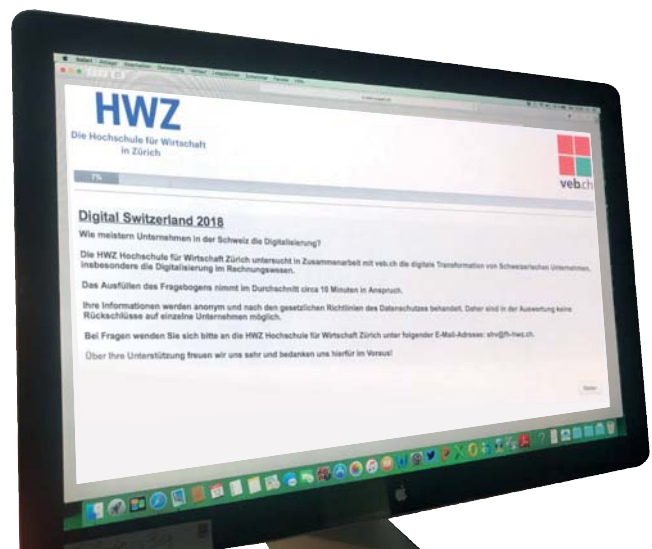 HWZ
Die Hochschule für Wirtschaft
in Zürich
veb.ch
7%
Digital Switzerland 2018
Wie meistern Unternehmen in der Schweiz die Digitalisierung?
Die HWZ Hochschule für Wirtschaft Zürich untersucht in Zusammenarbeit mit veb.ch die digitale Transformation von Schweizerischen Unternehmen,
insbesondere die Digitalisierung im Rechnungswesen.
Das Ausfüllen des Fragebogens nimmt im Durchschnitt circa 10 Minuten in Anspruch.
Ihre Informationen werden anonym und nach den gesetzlichen Richtlinien des Datenschutzes behandelt. Daher sind in der Auswertung keine
Rückschlüsse auf einzelne Unternehmen möglich.
Bei Fragen wenden Sie sich bitte an die HWZ Hochschule für Wirtschaft Zürich unter folgender E-Mail-Adresse:
Über Ihre Unterstützung freuen wir uns sehr und bedanken uns hierfür im Voraus!
Weiter